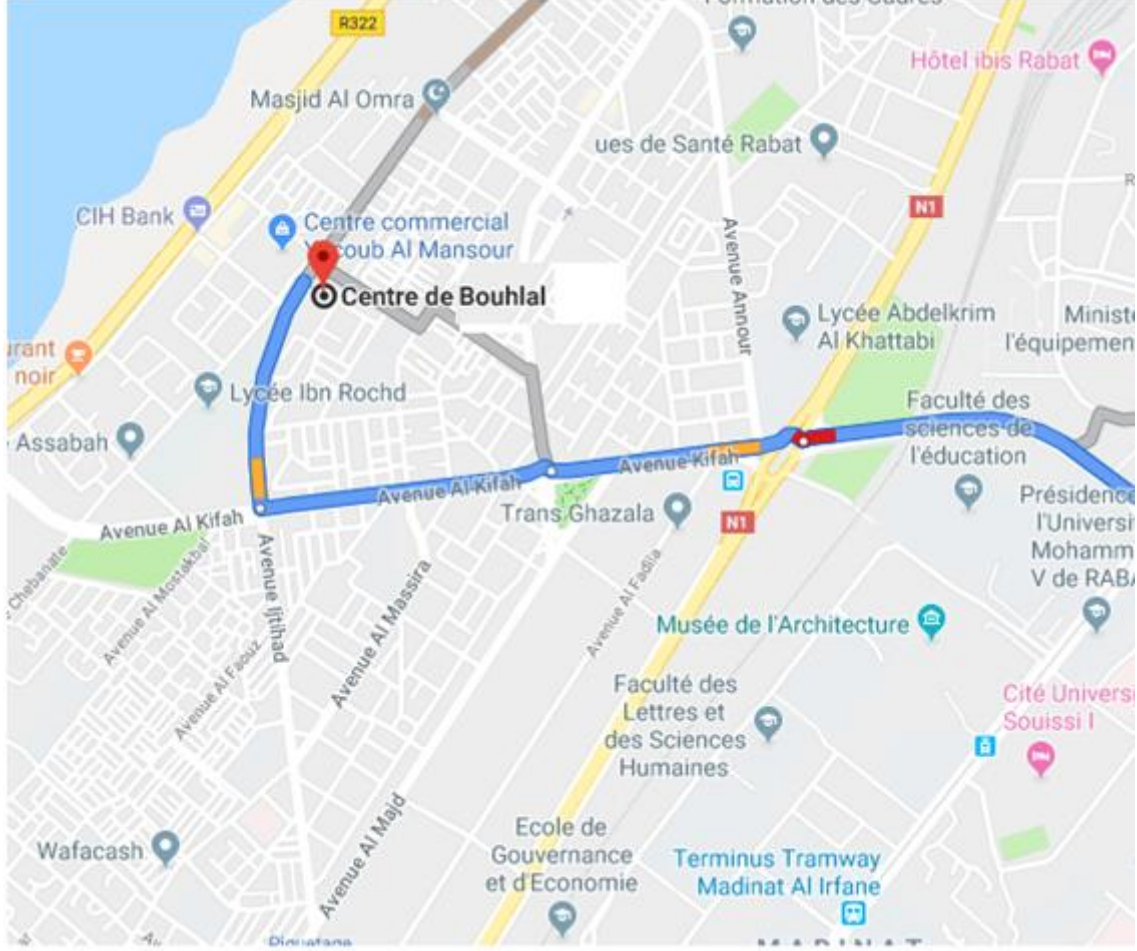 Formation des Cadres
R322
Hôtel ibis Rabat
Masjid Al Omra
ues de Santé Rabat
CIH Bank
Centre commercial
coub Al Mansour
N1
Avenue Annour
Centre de Bouhlal
Lycée Abdelkrim
Al Khattabi
Ministe
l'équipemen
urant
noir
Lycée Ibn Rochd
Faculté des
sciences de
l'éducation
Assabah
Avenue Kifah
Avenue Al Kifah
Trans Ghazala
N1
Présidence
l'Universi
Mohamm
V de RABA
Avenue Al Kifah
Chebanate
Avenue Al Mostakbal
Avenue Ijtihad
Avenue Al Massira
Avenue Al Fadila
Avenue Al Faouz
Musée de l'Architecture
Faculté des
Lettres et
des Sciences
Humaines
Cité Universi
Souissi I
Wafacash
Avenue Al Majd
Ecole de
Gouvernance
et d'Economie
Terminus Tramway
Madinat Al Irfane